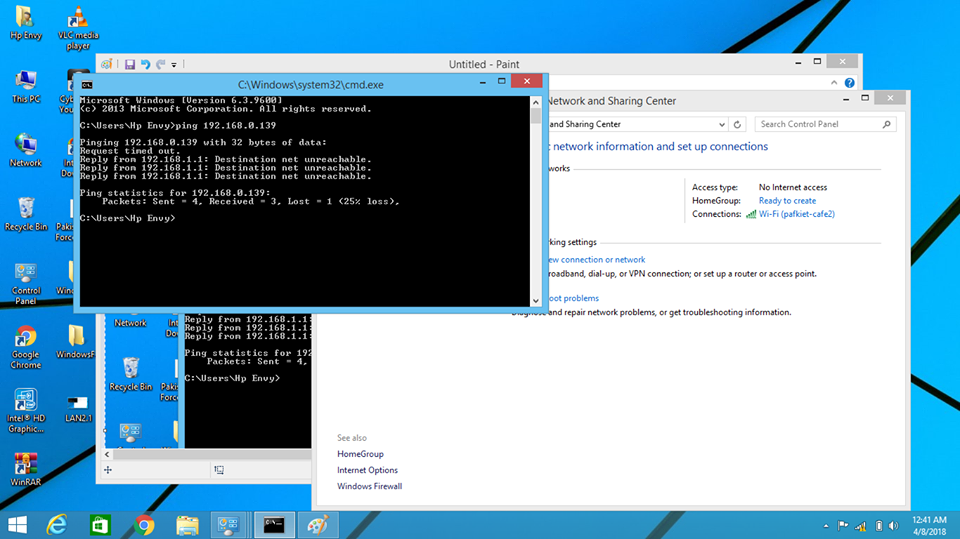 Hp Envy
VLC media
player
This PC
Network
Recycle Bin
Control
Panel
Google
Chrome
Intel® HD
Graphic...
LAN2.1
WinRAR
Untitled - Paint
C:\Windows\system32\cmd.exe
Microsoft Windows [Version 6.3.9600]
(c) 2013 Microsoft Corporation. All rights reserved.
C:\Users\Hp Envy>ping 192.168.0.139
Pinging 192.168.0.139 with 32 bytes of data:
Request timed out.
Reply from 192.168.1.1: Destination net unreachable.
Reply from 192.168.1.1: Destination net unreachable.
Reply from 192.168.1.1: Destination net unreachable.
Ping statistics for 192.168.0.139:
Packets: Sent = 4, Received = 3, Lost = 1 (25% loss),
C:\Users\Hp Envy>
Network
Recycle Bin
Reply from 192.168.1.1:
Reply from 192.168.1.1:
Reply from 192.168.1.1:
Ping statistics for 192
Packets: Sent = 4,
C:\Users\Hp Envy>
Network and Sharing Center
and Sharing Center
Search Control Panel
network information and set up connections
works
Access type: No Internet access
HomeGroup: Ready to create
Connections: Wi-Fi (pafkiet-cafe2)
rking settings
ew connection or network
roadband, dial-up, or VPN connection; or set up a router or access point.
oot problems
Diagnose and repair network problems, or get troubleshooting information.
See also
HomeGroup
Internet Options
Windows Firewall
12:41 AM
4/8/2018